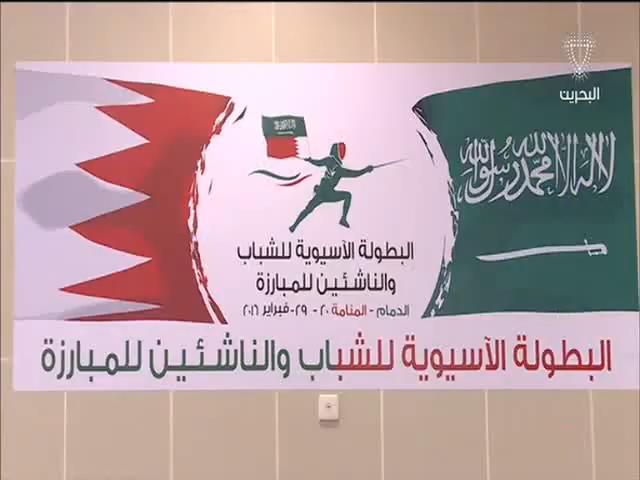 البحرين
لا إله إلا الله محمد رسول الله
البطولة الآسيوية للشباب
والناشئين للمبارزة
الدمام - المنامة ٢٠ - ٢٩ - فبراير ٢٠١٦
البطولة الآسيوية للشباب والناشئين للمبارزة